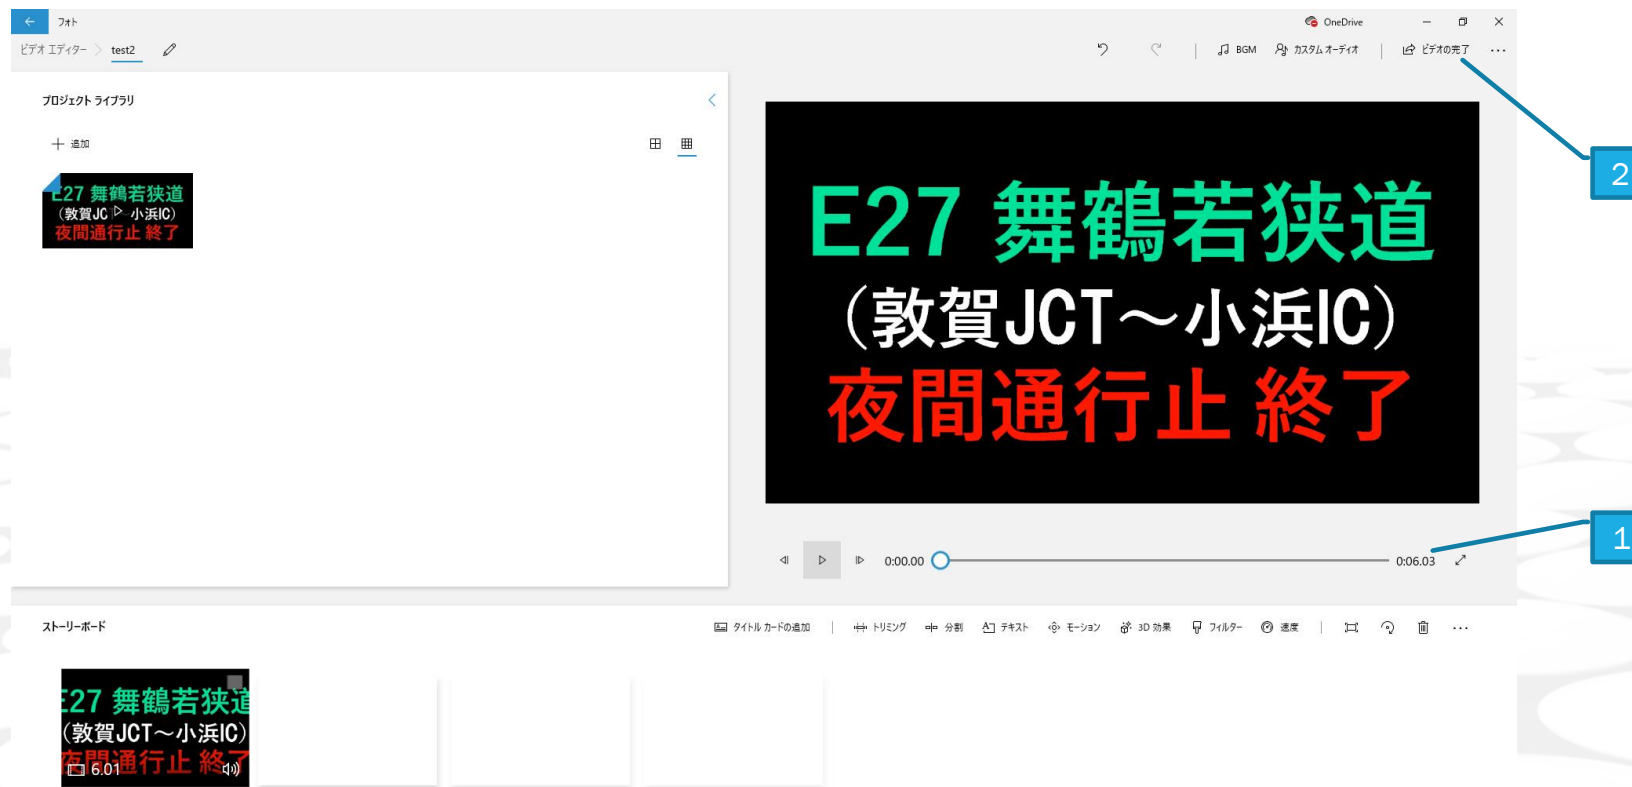 フォト
OneDrive
ビデオ エディター > test2
BGM カスタム オーディオ ビデオの完了
プロジェクト ライブラリ
追加
E27 舞鶴若狭道
(敦賀JC 小浜IC)
夜間通行止 終了
E27 舞鶴若狭道
（敦賀JCT～小浜IC）
夜間通行止 終了
2
1
0:00.00
0:06.03
ストーリーボード
タイトル カードの追加 トリミング 分割 テキスト モーション 3D 効果 フィルター 速度
E27 舞鶴若狭道
（敦賀JCT～小浜IC）
夜間通行止 終了
6.01